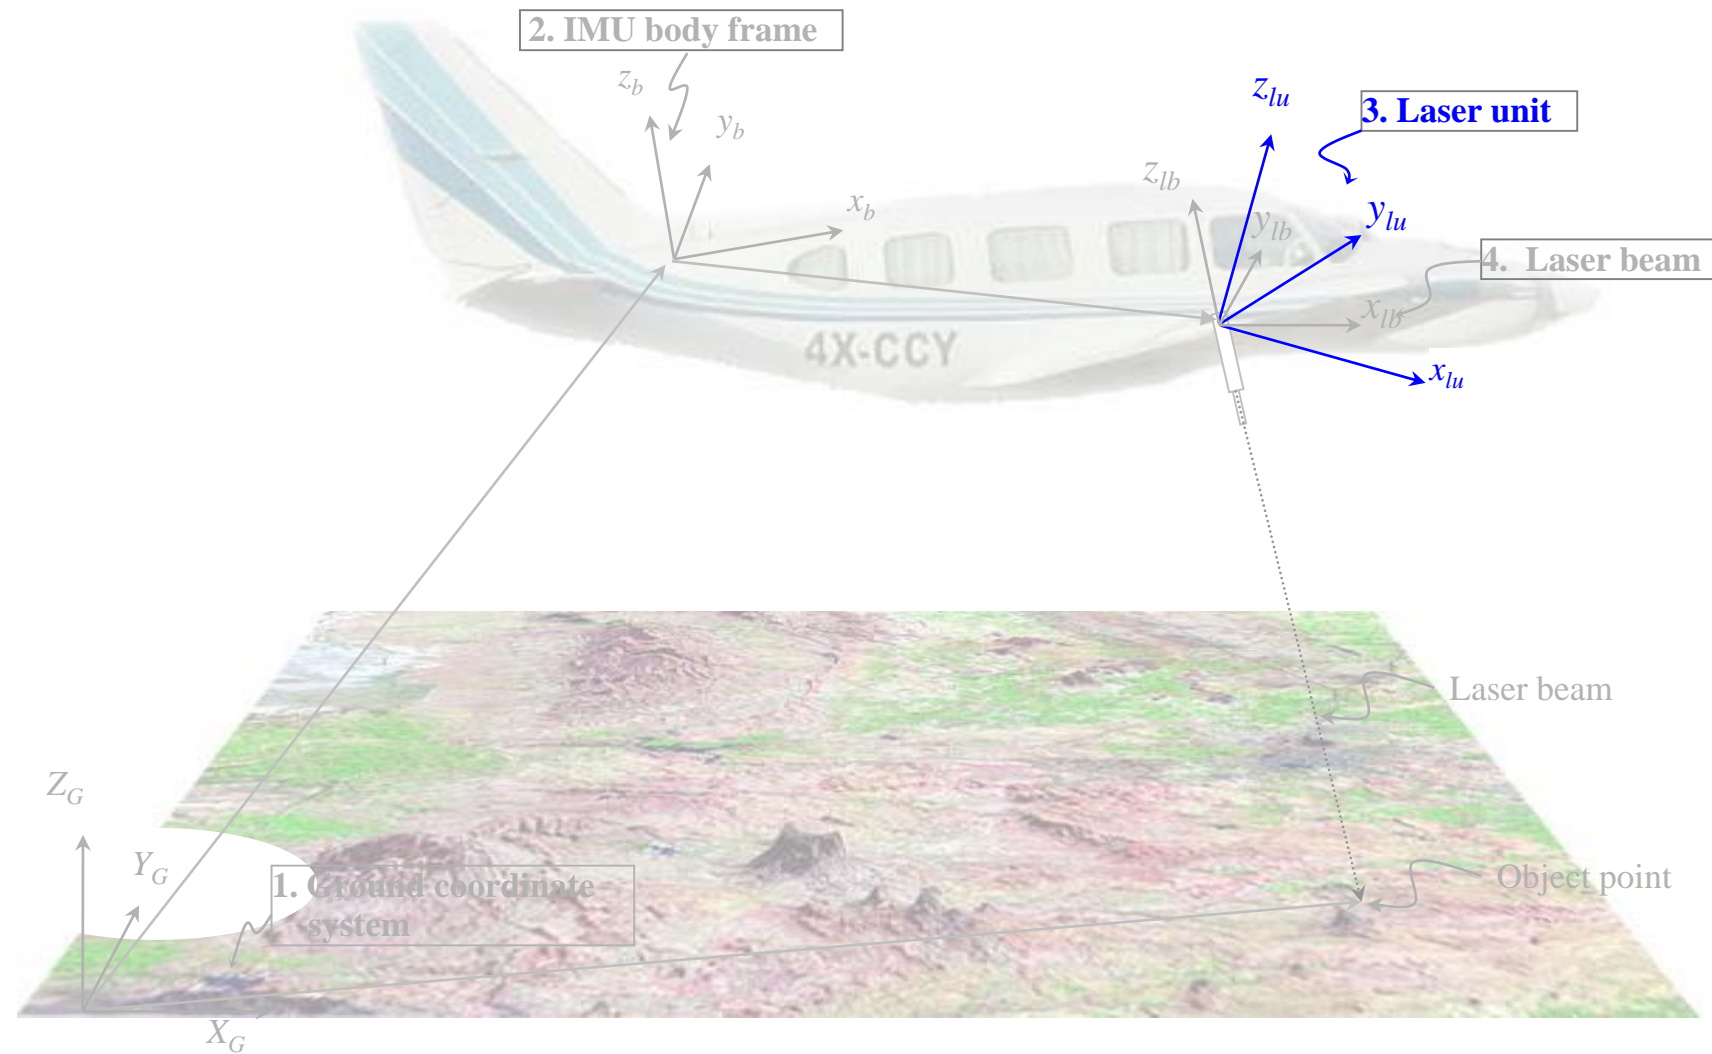 2. IMU body frame
z_b
y_b
x_b
z_lu
3. Laser unit
z_lb
y_lu
y_lb
4. Laser beam
x_lb
x_lu
4X-CCY
Laser beam
Z_G
Y_G
1. Ground coordinate
system
Object point
X_G